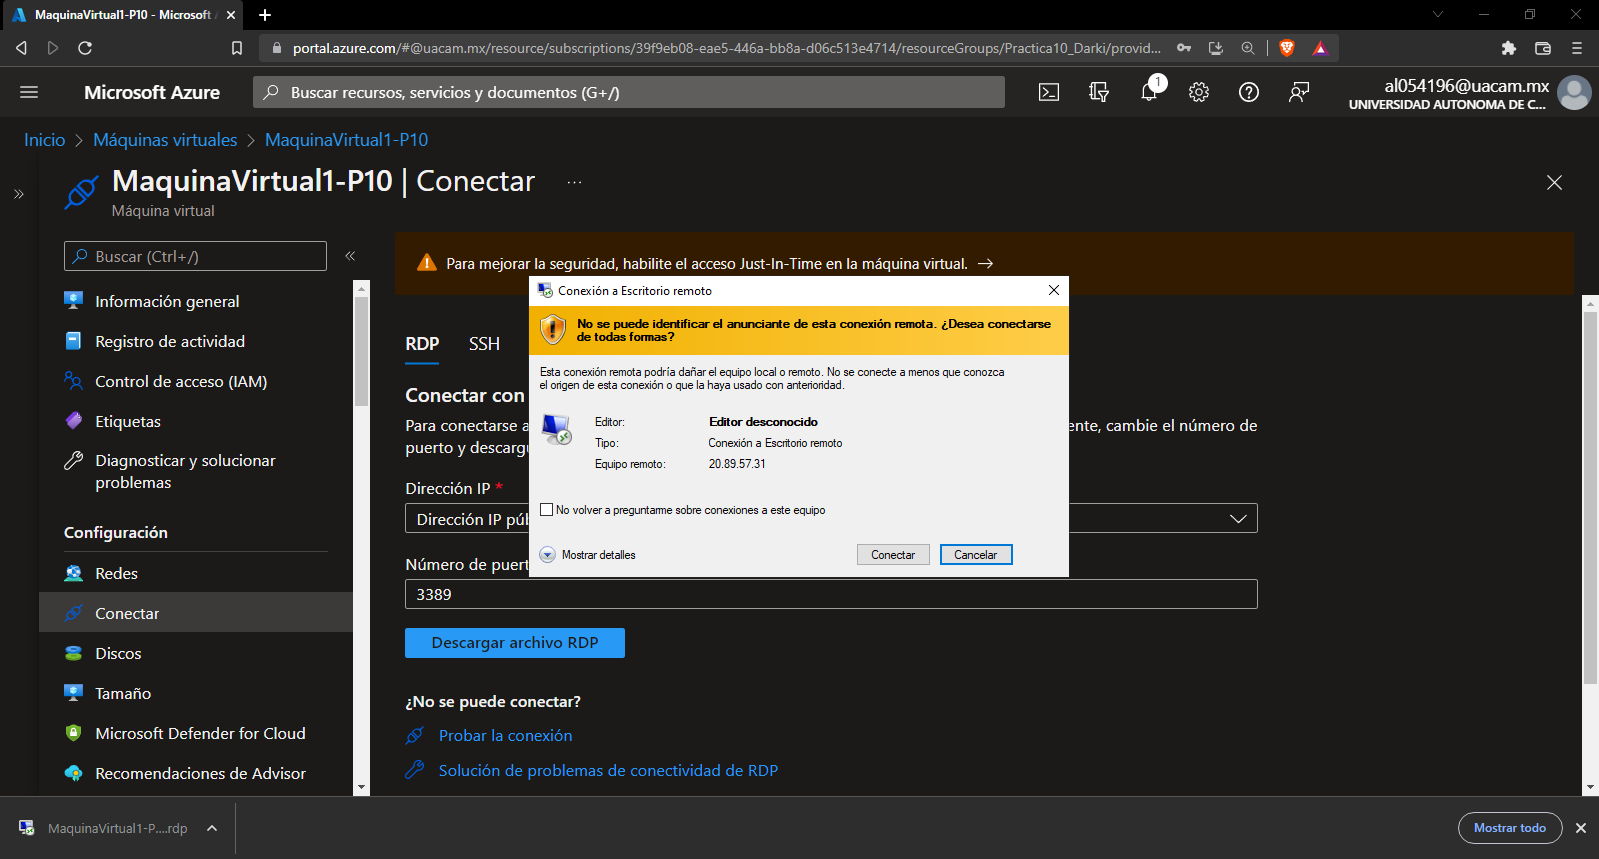 MaquinaVirtual1-P10 - Microsoft
portal.azure.com/#@uacam.mx/resource/subscriptions/39f9eb08-eae5-446a-bb8a-d06c513e4714/resourceGroups/Practica10_Darki/provid...
Microsoft Azure
Buscar recursos, servicios y documentos (G+/)
1
al054196@uacam.mx
UNIVERSIDAD AUTONOMA DE C...
Inicio > Máquinas virtuales > MaquinaVirtual1-P10
MaquinaVirtual1-P10 | Conectar ...
Máquina virtual
Buscar (Ctrl+/)
Información general
Registro de actividad
Control de acceso (IAM)
Etiquetas
Diagnosticar y solucionar
problemas
Configuración
Redes
Conectar
Discos
Tamaño
Microsoft Defender for Cloud
Recomendaciones de Advisor
Para mejorar la seguridad, habilite el acceso Just-In-Time en la máquina virtual. →
RDP SSH
Conectar con
Para conectarse a
ente, cambie el número de
puerto y descarg
Dirección IP *
Dirección IP púb
Número de puert
3389
Descargar archivo RDP
¿No se puede conectar?
Probar la conexión
Solución de problemas de conectividad de RDP
Conexión a Escritorio remoto
No se puede identificar el anunciante de esta conexión remota. ¿Desea conectarse
de todas formas?
Esta conexión remota podría dañar el equipo local o remoto. No se conecte a menos que conozca
el origen de esta conexión o que la haya usado con anterioridad.
Editor: Editor desconocido
Tipo: Conexión a Escritorio remoto
Equipo remoto: 20.89.57.31
No volver a preguntarme sobre conexiones a este equipo
Mostrar detalles
Conectar
Cancelar
MaquinaVirtual1-P....rdp
Mostrar todo